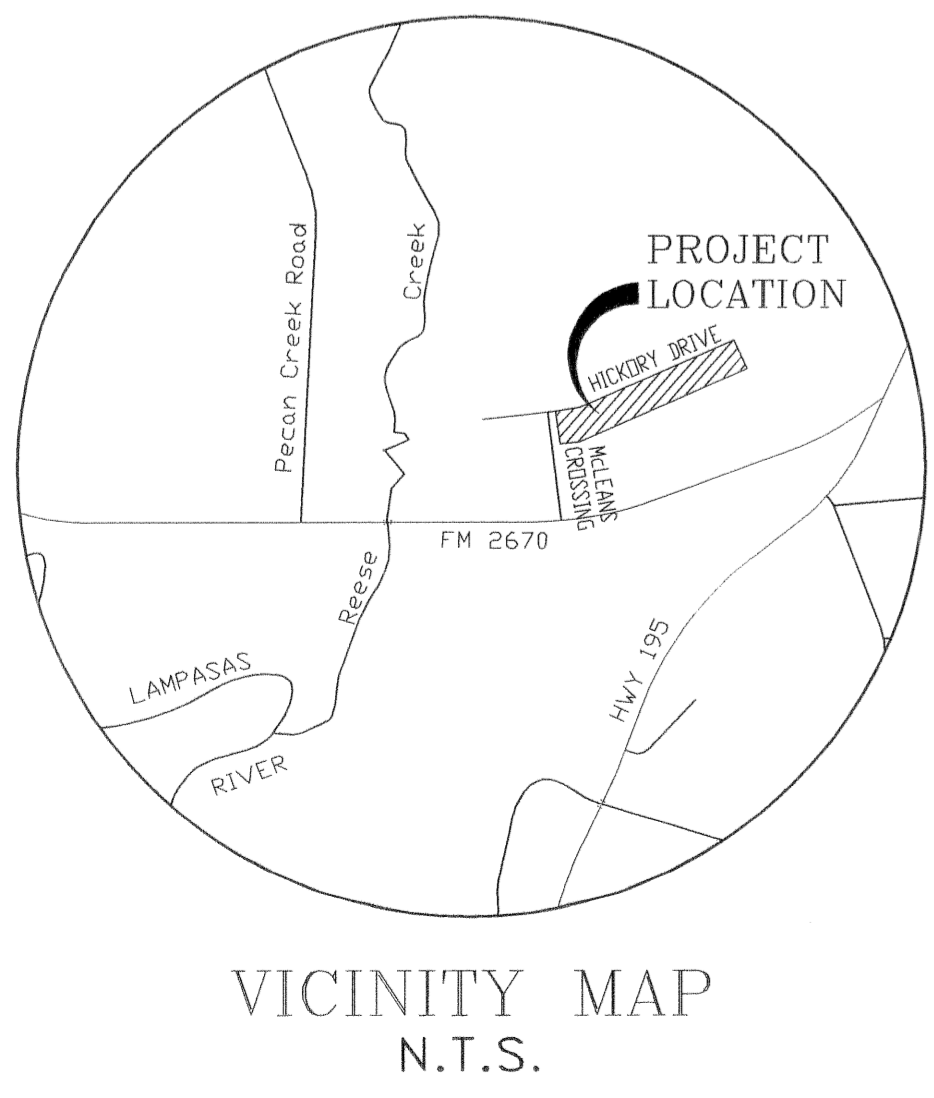 PROJECT
LOCATION
Pecan Creek Road
Creek
HICKORY DRIVE
McLEANS
CROSSING
FM 2670
Reese
LAMPASAS
RIVER
HWY 195
VICINITY MAP
N.T.S.